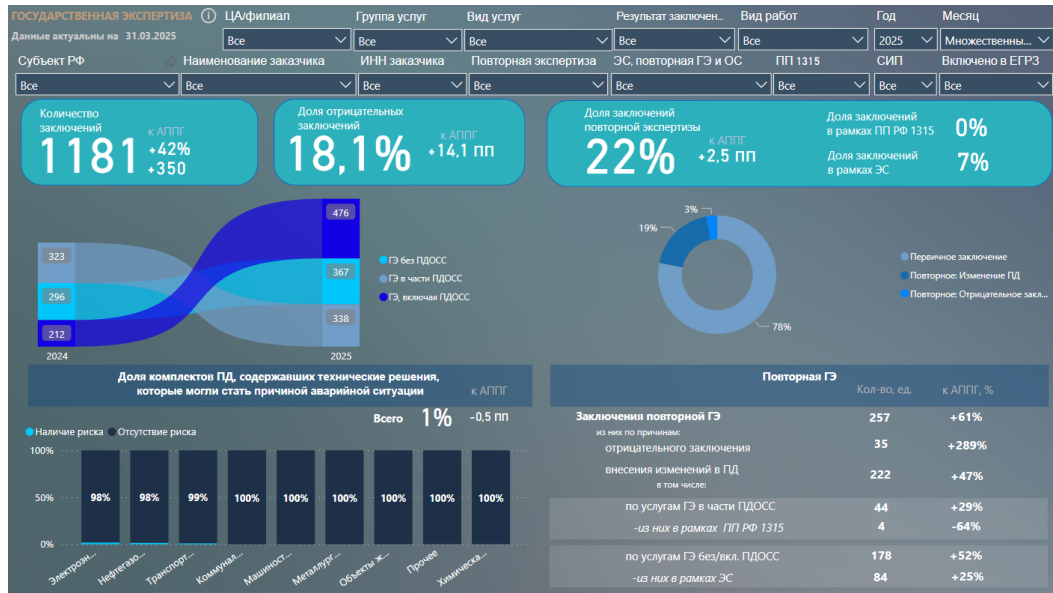 ГОСУДАРСТВЕННАЯ ЭКСПЕРТИЗА
Данные актуальны на 31.03.2025
ЦА/филиал
Все
Группа услуг
Все
Вид услуг
Все
Результат заключен...
Все
Вид работ
Все
Год
2025
Месяц
Множественны...
Субъект РФ
Все
Наименование заказчика
Все
ИНН заказчика
Все
Повторная экспертиза
Все
ЭС, повторная ГЭ и ОС
Все
ПП 1315
Все
СИП
Все
Включено в ЕГРЗ
Все
Количество
заключений
1181
к АППГ
+42%
+350
Доля отрицательных
заключений
18,1%
к АППГ
+14,1 пп
Доля заключений
повторной экспертизы
22%
к АППГ
+2,5 пп
Доля заключений
в рамках ПП РФ 1315
0%
Доля заключений
в рамках ЭС
7%
323
296
212
2024
476
367
338
2025
ГЭ без ПДОСС
ГЭ в части ПДОСС
ГЭ, включая ПДОСС
3%
19%
78%
Первичное заключение
Повторное: Изменение ПД
Повторное: Отрицательное закл...
Доля комплектов ПД, содержавших технические решения,
которые могли стать причиной аварийной ситуации
к АППГ
Всего 1% -0,5 пп
Наличие риска Отсутствие риска
100%
50%
0%
98% 98% 99% 100% 100% 100% 100% 100% 100%
Электроэн... Нефтегазо... Транспорт... Коммунал... Машиност... Металлург... Объекты ж... Прочее Химическа...
Повторная ГЭ
Кол-во, ед. к АППГ, %
Заключения повторной ГЭ 257 +61%
из них по причинам:
отрицательного заключения 35 +289%
внесения изменений в ПД 222 +47%
в том числе:
по услугам ГЭ в части ПДОСС 44 +29%
-из них в рамках ПП РФ 1315 4 -64%
по услугам ГЭ без/вкл. ПДОСС 178 +52%
-из них в рамках ЭС 84 +25%